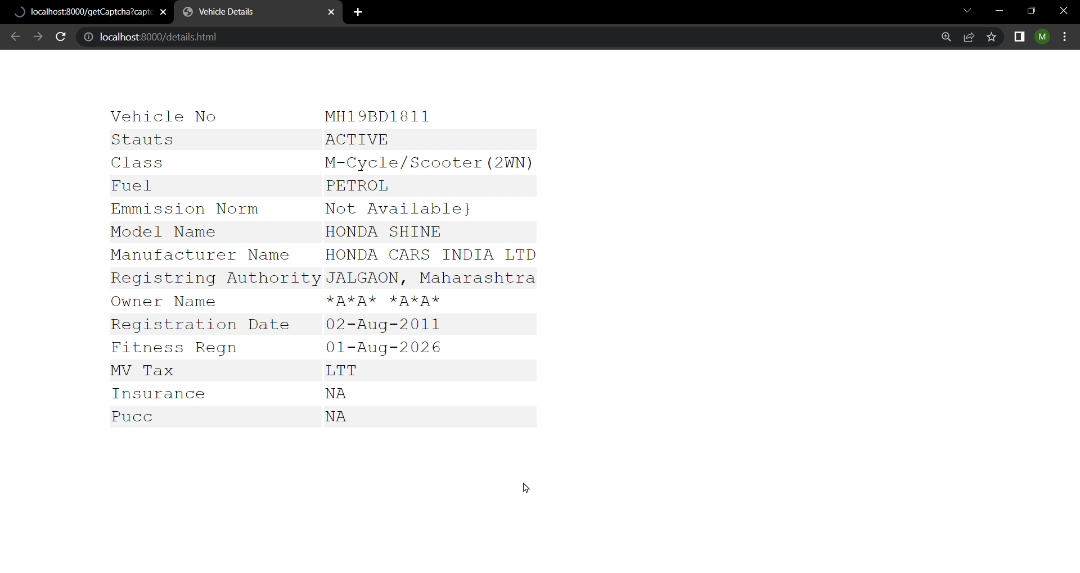 localhost:8000/getCaptcha?capt
Vehicle Details
localhost:8000/details.html
M
Vehicle No MH19BD1811
Stauts ACTIVE
Class M-Cycle/Scooter(2WN)
Fuel PETROL
Emmission Norm Not Available}
Model Name HONDA SHINE
Manufacturer Name HONDA CARS INDIA LTD
Registring Authority JALGAON, Maharashtra
Owner Name *A*A* *A*A*
Registration Date 02-Aug-2011
Fitness Regn 01-Aug-2026
MV Tax LTT
Insurance NA
Pucc NA